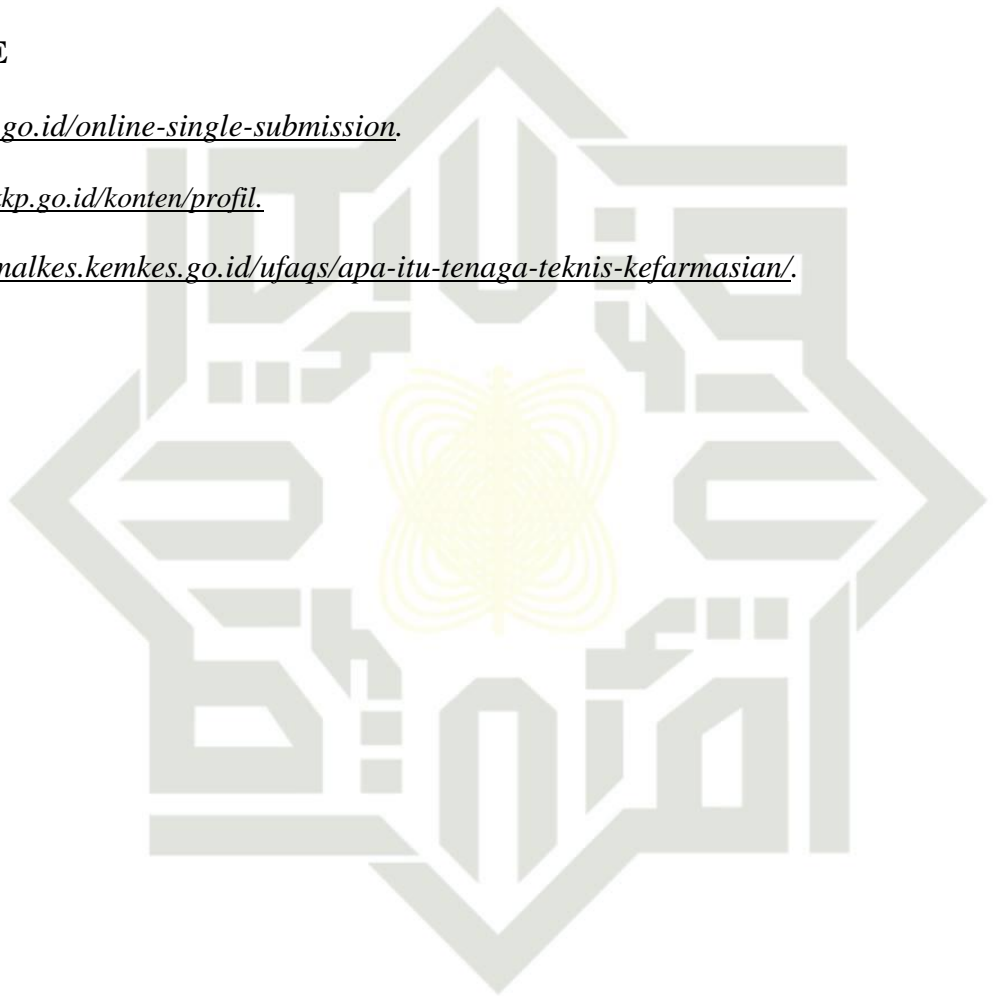 E
go.id/online-single-submission.
kp.go.id/konten/profil.
malkes.kemkes.go.id/ufaqs/apa-itu-tenaga-teknis-kefarmasian/.